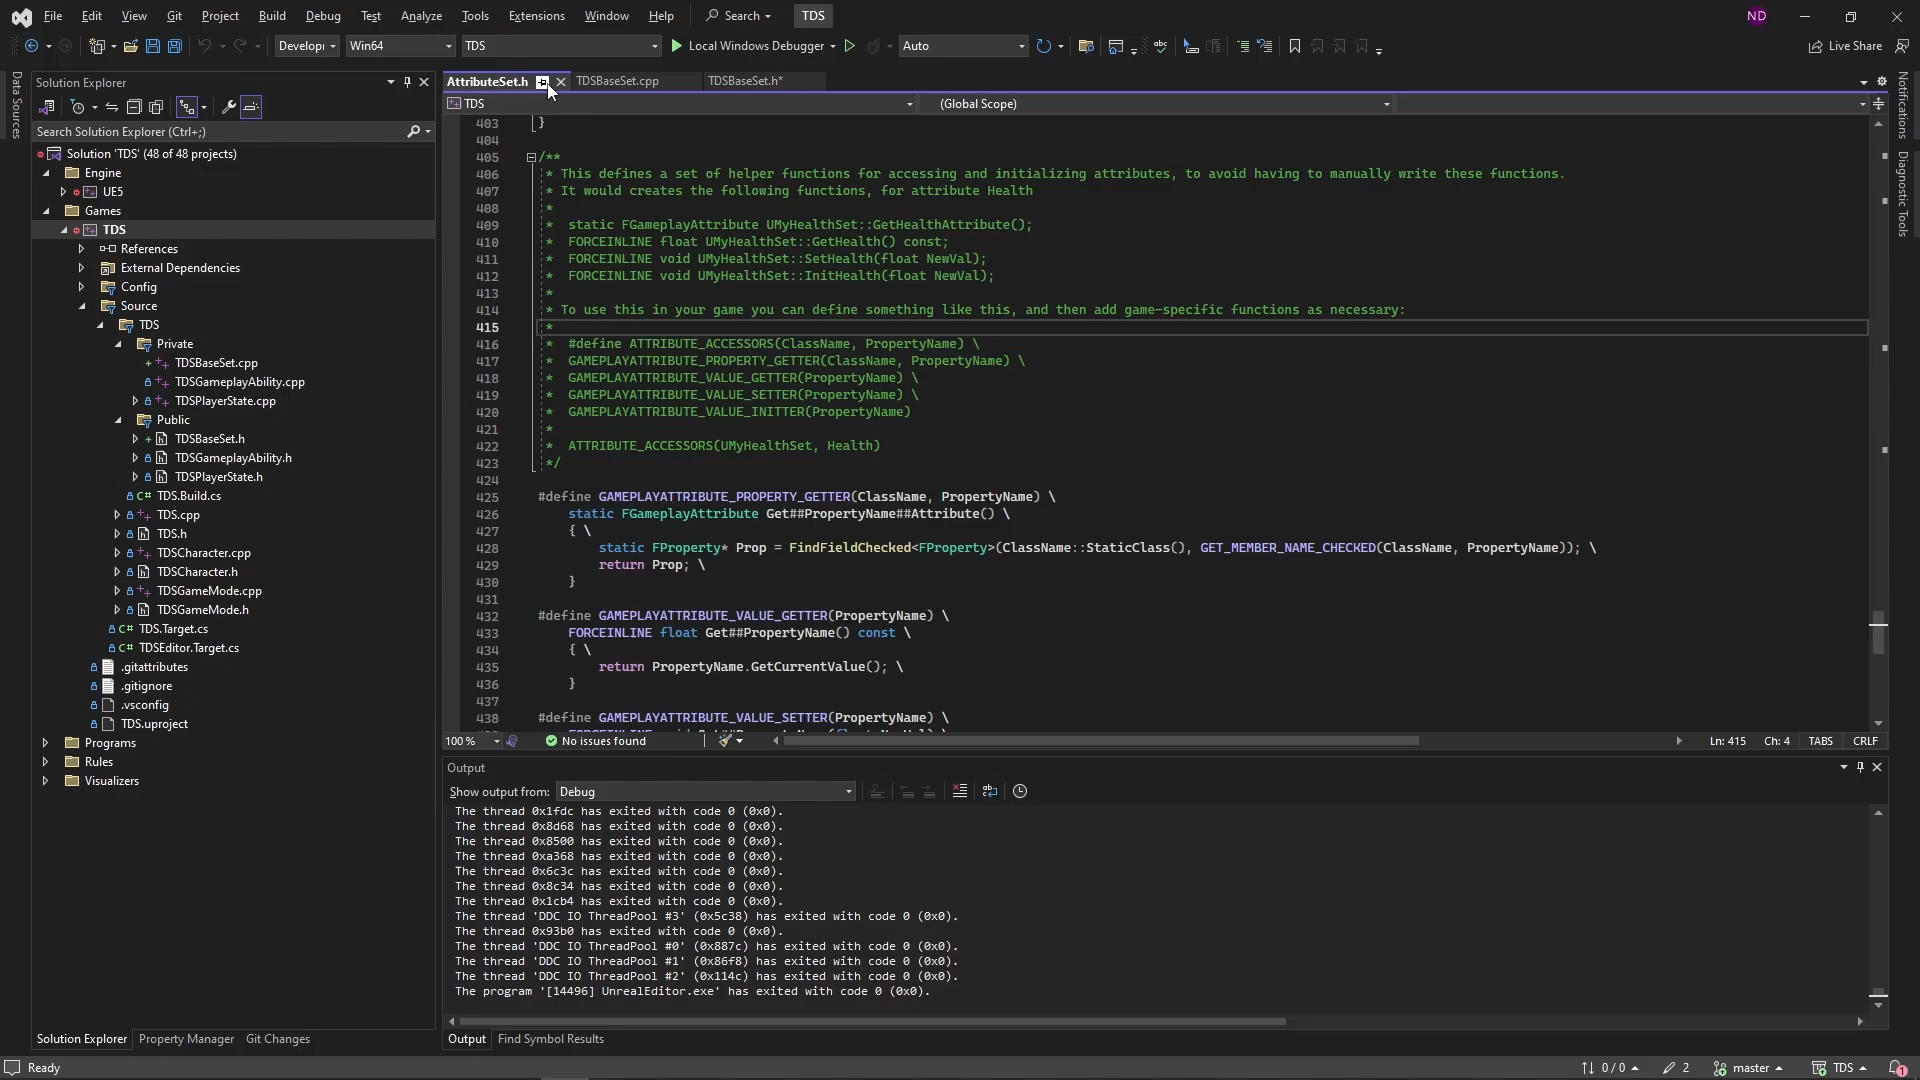 File Edit View Git Project Build Debug Test Analyze Tools Extensions Window Help Search TDS ND
Develop Win64 TDS Local Windows Debugger Auto Live Share
Data Sources
Solution Explorer
Search Solution Explorer (Ctrl+;)
Solution 'TDS' (48 of 48 projects)
Engine
UE5
Games
TDS
References
External Dependencies
Config
Source
TDS
Private
TDSBaseSet.cpp
TDSGameplayAbility.cpp
TDSPlayerState.cpp
Public
TDSBaseSet.h
TDSGameplayAbility.h
TDSPlayerState.h
TDS.Build.cs
TDS.cpp
TDS.h
TDSCharacter.cpp
TDSCharacter.h
TDSGameMode.cpp
TDSGameMode.h
TDS.Target.cs
TDSEditor.Target.cs
.gitattributes
.gitignore
.vsconfig
TDS.uproject
Programs
Rules
Visualizers
Solution Explorer Property Manager Git Changes
AttributeSet.h TDSBaseSet.cpp TDSBaseSet.h*
TDS (Global Scope)
403 }
404
405 /**
406 * This defines a set of helper functions for accessing and initializing attributes, to avoid having to manually write these functions.
407 * It would creates the following functions, for attribute Health
408 *
409 * static FGameplayAttribute UMyHealthSet::GetHealthAttribute();
410 * FORCEINLINE float UMyHealthSet::GetHealth() const;
411 * FORCEINLINE void UMyHealthSet::SetHealth(float NewVal);
412 * FORCEINLINE void UMyHealthSet::InitHealth(float NewVal);
413 *
414 * To use this in your game you can define something like this, and then add game-specific functions as necessary:
415 *
416 * #define ATTRIBUTE_ACCESSORS(ClassName, PropertyName) \
417 * GAMEPLAYATTRIBUTE_PROPERTY_GETTER(ClassName, PropertyName) \
418 * GAMEPLAYATTRIBUTE_VALUE_GETTER(PropertyName) \
419 * GAMEPLAYATTRIBUTE_VALUE_SETTER(PropertyName) \
420 * GAMEPLAYATTRIBUTE_VALUE_INITTER(PropertyName)
421 *
422 * ATTRIBUTE_ACCESSORS(UMyHealthSet, Health)
423 */
424
425 #define GAMEPLAYATTRIBUTE_PROPERTY_GETTER(ClassName, PropertyName) \
426 static FGameplayAttribute Get##PropertyName##Attribute() \
427 { \
428 static FProperty* Prop = FindFieldChecked<FProperty>(ClassName::StaticClass(), GET_MEMBER_NAME_CHECKED(ClassName, PropertyName)); \
429 return Prop; \
430 }
431
432 #define GAMEPLAYATTRIBUTE_VALUE_GETTER(PropertyName) \
433 FORCEINLINE float Get##PropertyName() const \
434 { \
435 return PropertyName.GetCurrentValue(); \
436 }
437
438 #define GAMEPLAYATTRIBUTE_VALUE_SETTER(PropertyName) \
100 % No issues found Ln: 415 Ch: 4 TABS CRLF
Output
Show output from: Debug
The thread 0x1fdc has exited with code 0 (0x0).
The thread 0x8d68 has exited with code 0 (0x0).
The thread 0x8500 has exited with code 0 (0x0).
The thread 0xa368 has exited with code 0 (0x0).
The thread 0x6c3c has exited with code 0 (0x0).
The thread 0x8c34 has exited with code 0 (0x0).
The thread 0x1cb4 has exited with code 0 (0x0).
The thread 'DDC IO ThreadPool #3' (0x5c38) has exited with code 0 (0x0).
The thread 0x93b0 has exited with code 0 (0x0).
The thread 'DDC IO ThreadPool #0' (0x887c) has exited with code 0 (0x0).
The thread 'DDC IO ThreadPool #1' (0x86f8) has exited with code 0 (0x0).
The thread 'DDC IO ThreadPool #2' (0x114c) has exited with code 0 (0x0).
The program '[14496] UnrealEditor.exe' has exited with code 0 (0x0).
Output Find Symbol Results
Notifications
Diagnostic Tools
Ready 0 / 0 2 master TDS 1